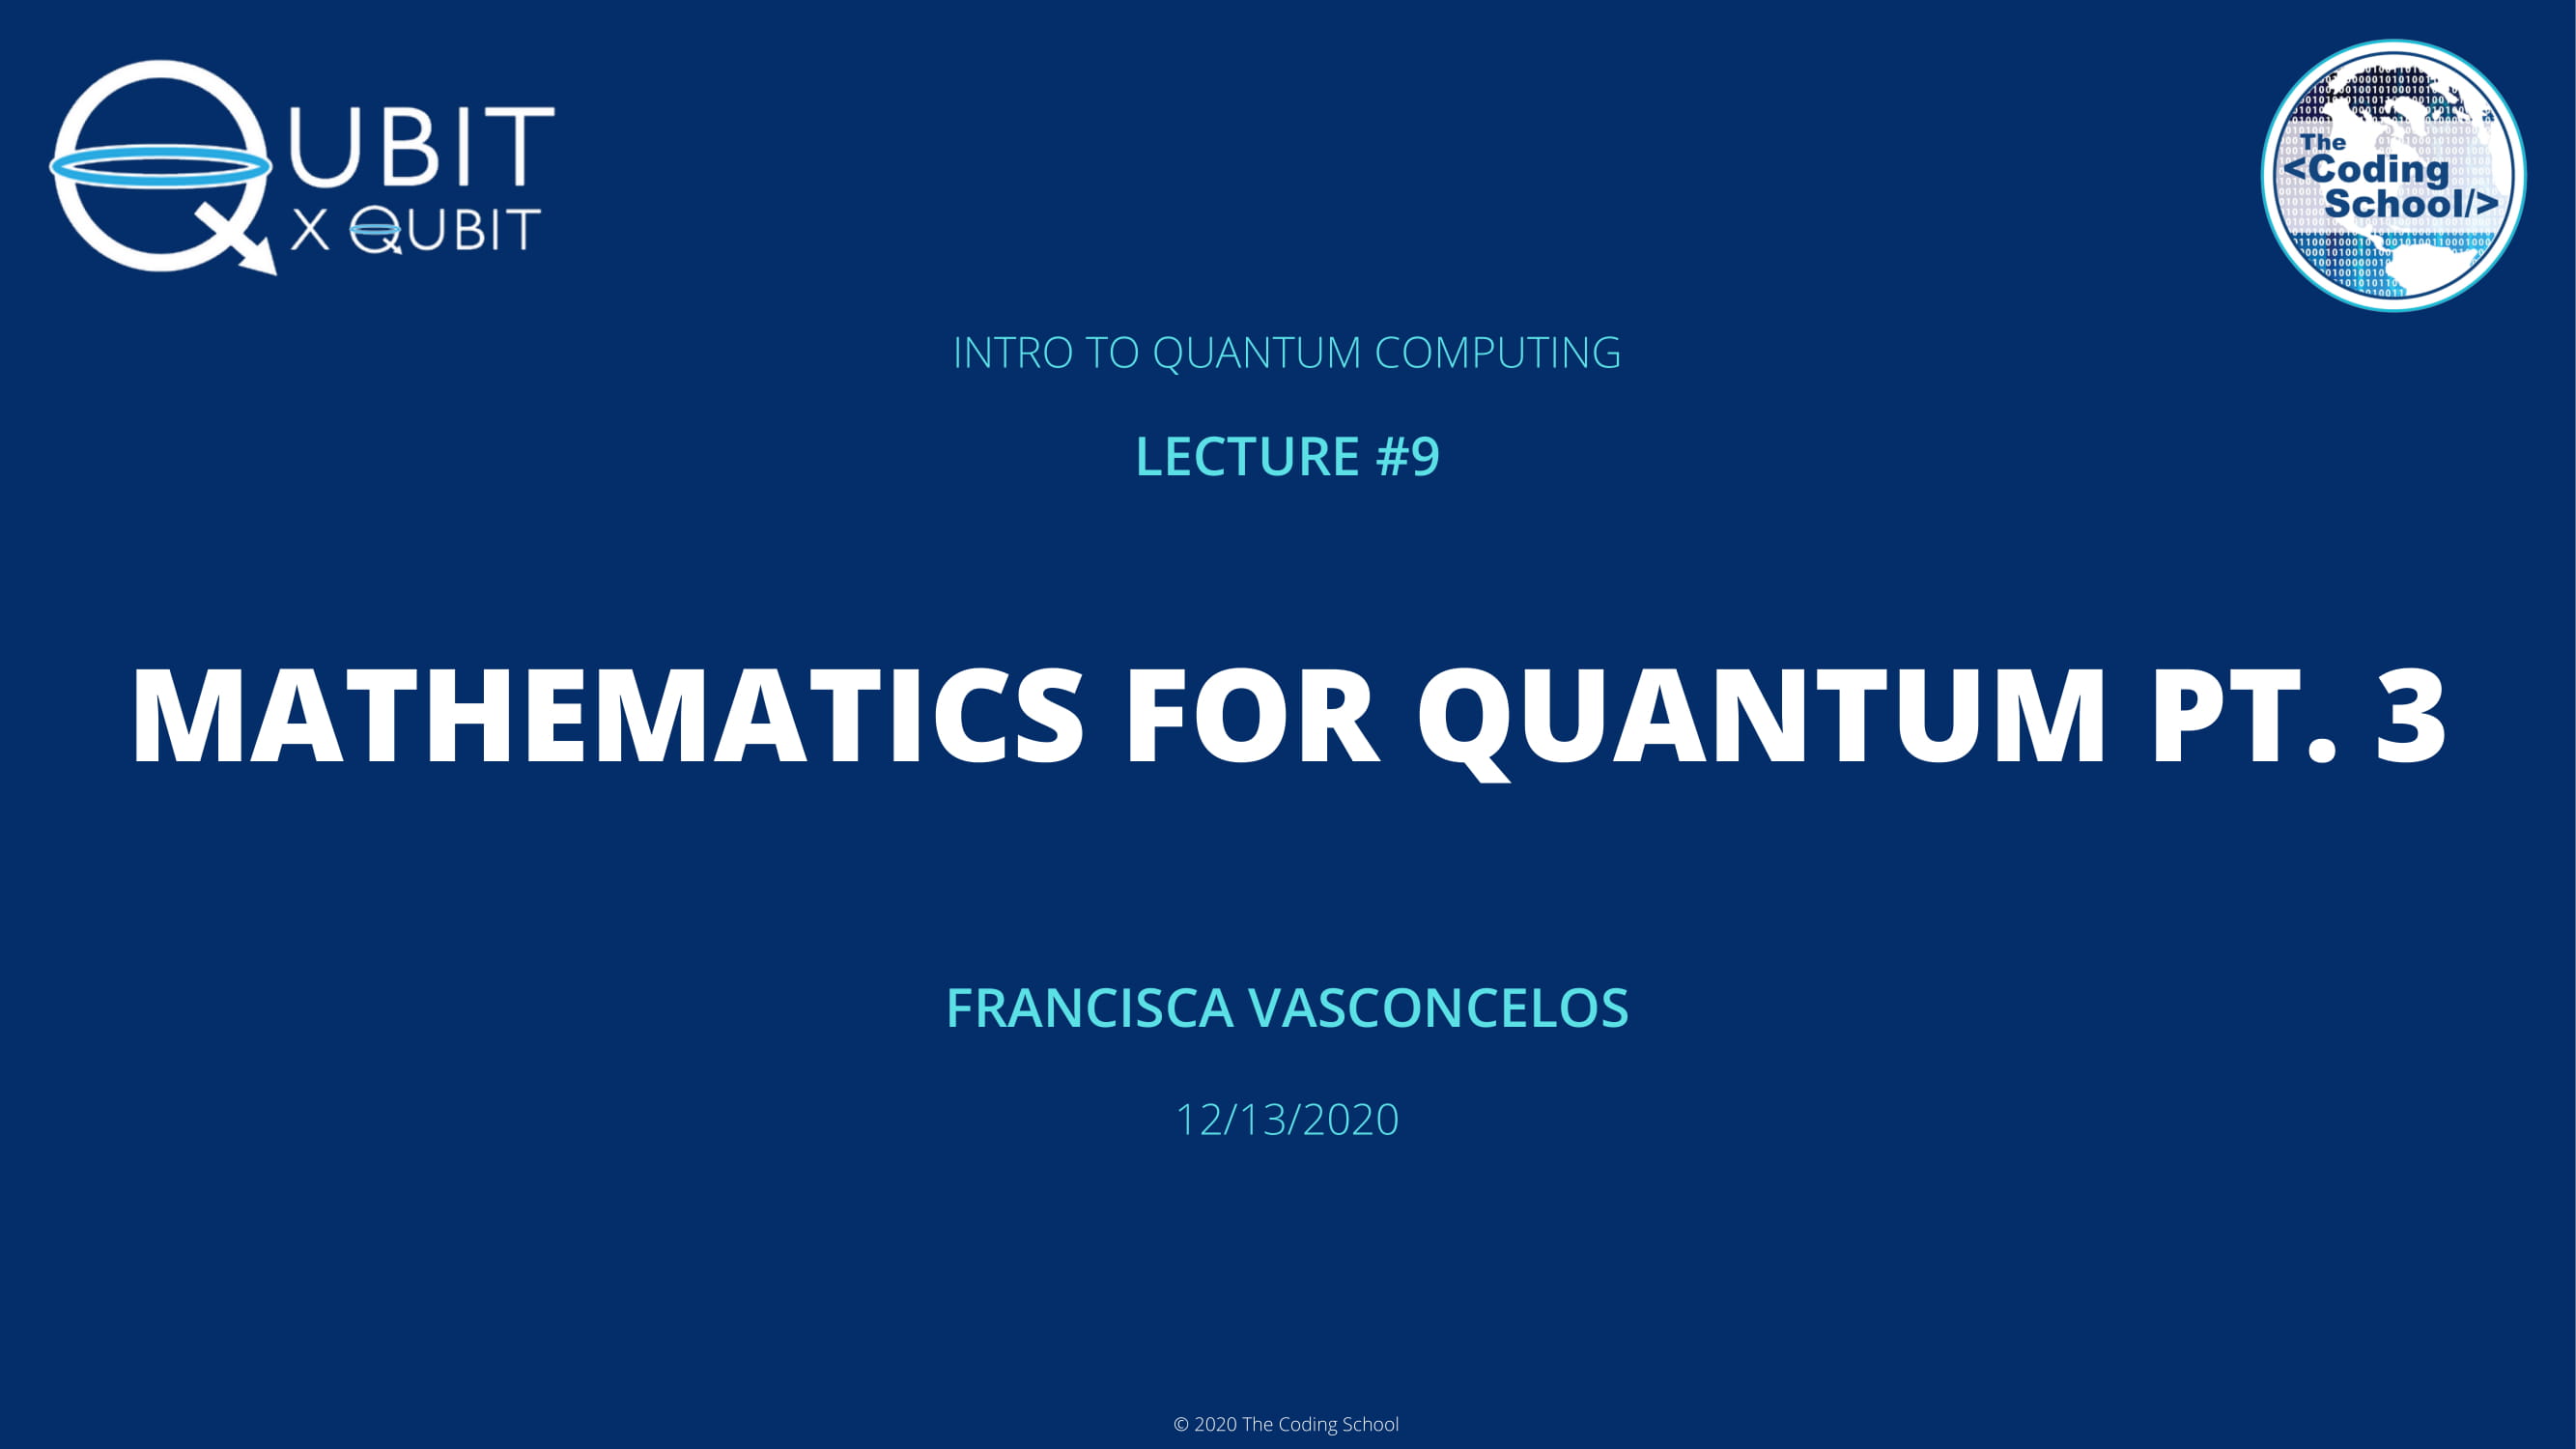 QUBIT
X QUBIT
The
<Coding
School/>
INTRO TO QUANTUM COMPUTING
LECTURE #9
MATHEMATICS FOR QUANTUM PT. 3
FRANCISCA VASCONCELOS
12/13/2020
© 2020 The Coding School